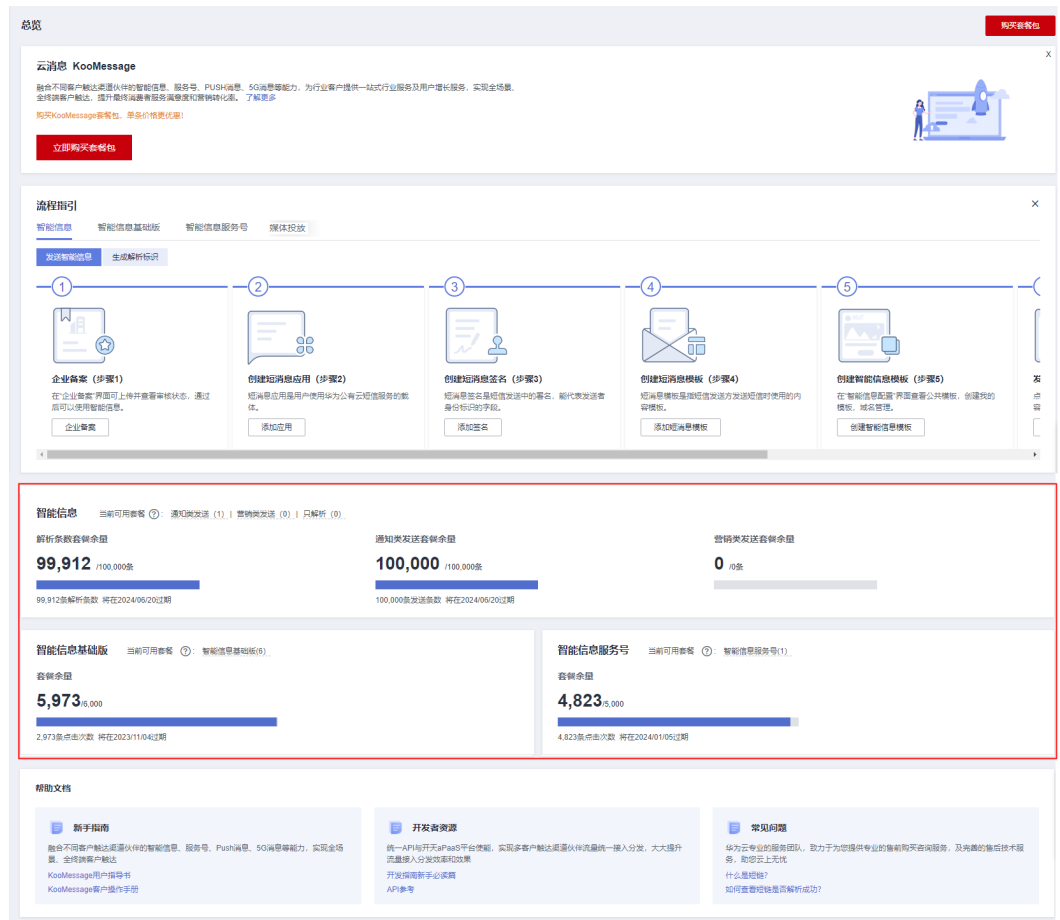 总览
购买套餐包
云消息 KooMessage
X
融合不同客户触达渠道伙伴的智能信息、服务号、PUSH消息、5G消息等能力，为行业客户提供一站式行业服务及用户增长服务，实现全场景、
全终端客户触达，提升最终消费者服务满意度和营销转化率。 了解更多
购买KooMessage套餐包，单条价格更优惠！
立即购买套餐包
流程指引
智能信息 智能信息基础版 智能信息服务号 媒体投放
发送智能信息 生成解析标识
1 2 3 4 5
企业备案（步骤1） 创建短消息应用（步骤2） 创建短消息签名（步骤3） 创建短消息模板（步骤4） 创建智能信息模板（步骤5）
在“企业备案”界面可上传并查看审核状态，通过 短消息应用是用户使用华为公有云短信服务的载 短消息签名是短信发送中的署名，能代表发送者 短消息模板是指短信发送方发送短信时使用的内 在“智能信息配置”界面查看公共模板，创建我的
后可以使用智能信息。 体。 身份标识的字段。 容模板。 模板、域名管理。
企业备案 添加应用 添加签名 添加短消息模板 创建智能信息模板
智能信息 当前可用套餐 ?： 通知类发送（1）| 营销类发送（0）| 只解析（0）
解析条数套餐余量 通知类发送套餐余量 营销类发送套餐余量
99,912 /100,000条 100,000 /100,000条 0 /0条
99,912条解析条数 将在2024/06/20过期 100,000条发送条数 将在2024/06/20过期
智能信息基础版 当前可用套餐 ?： 智能信息基础版(6) 智能信息服务号 当前可用套餐 ?： 智能信息服务号(1)
套餐余量 套餐余量
5,973/6,000 4,823/5,000
2,973条点击次数 将在2023/11/04过期 4,823条点击次数 将在2024/01/05过期
帮助文档
新手指南 开发者资源 常见问题
融合不同客户触达渠道伙伴的智能信息、服务号、Push消息、5G消息等能力，实现全场 统一API与开天aPaaS平台使能，实现多客户触达渠道伙伴流量统一接入分发，大大提升 华为云专业的服务团队，致力于为您提供专业的售前购买咨询服务，及完善的售后技术服
景、全终端客户触达 流量接入分发效率和效果 务，助您云上无忧
KooMessage用户指导书 开发指南新手必读篇 什么是短链？
KooMessage客户操作手册 API参考 如何查看短链是否解析成功？